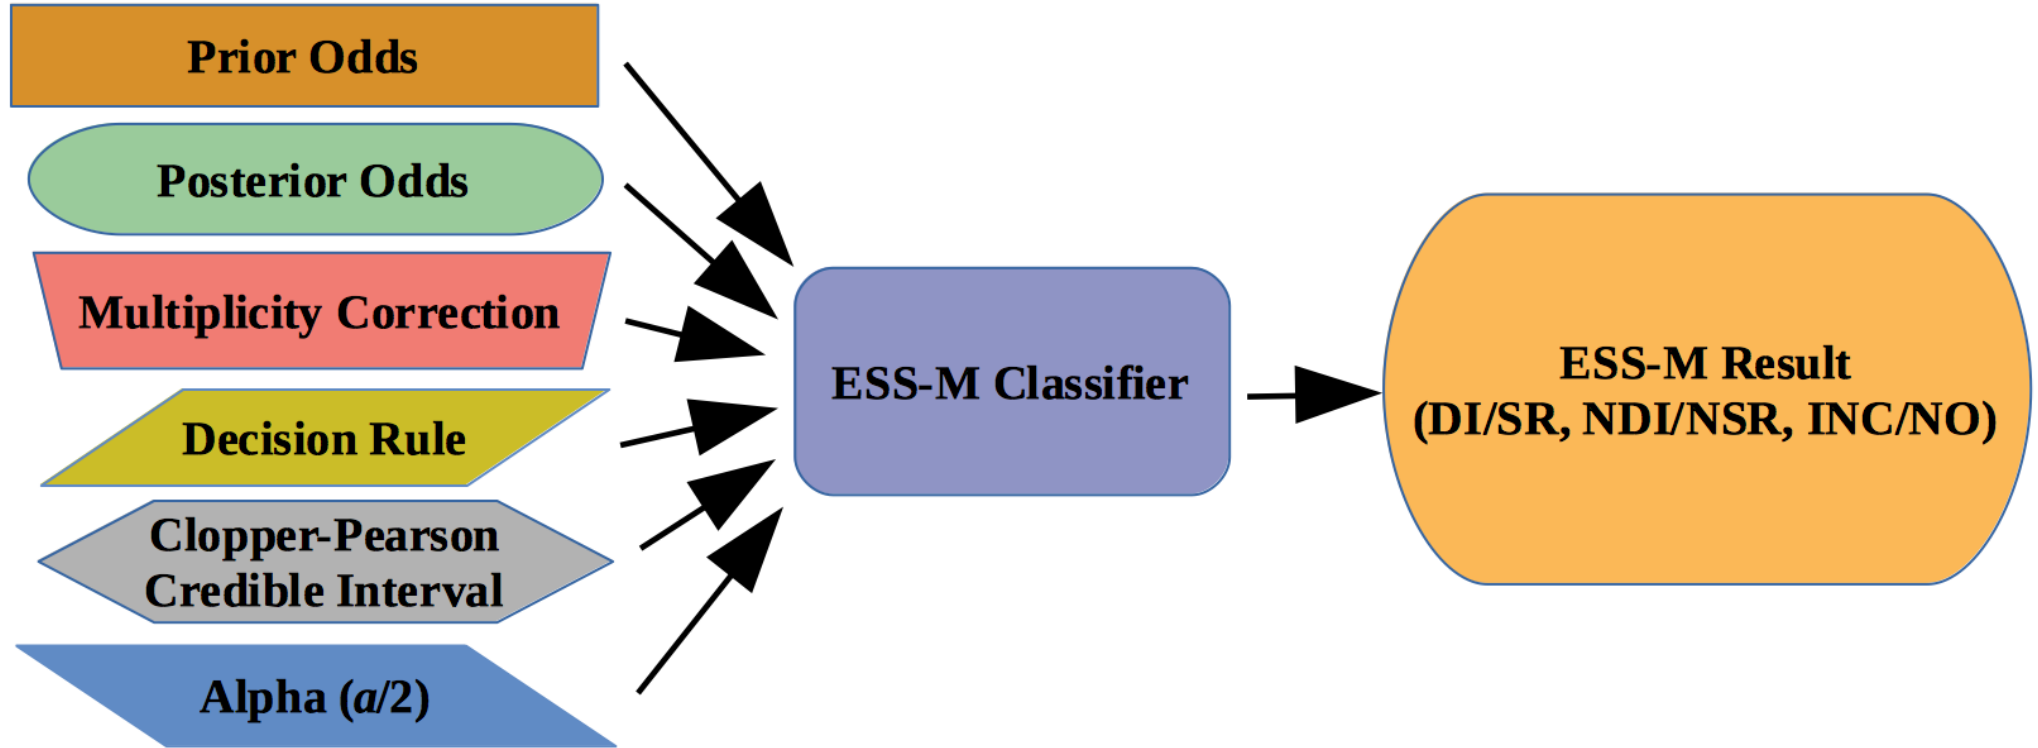 Prior Odds
Posterior Odds
Multiplicity Correction
Decision Rule
Clopper-Pearson
Credible Interval
Alpha (a/2)
ESS-M Classifier
ESS-M Result
(DI/SR, NDI/NSR, INC/NO)